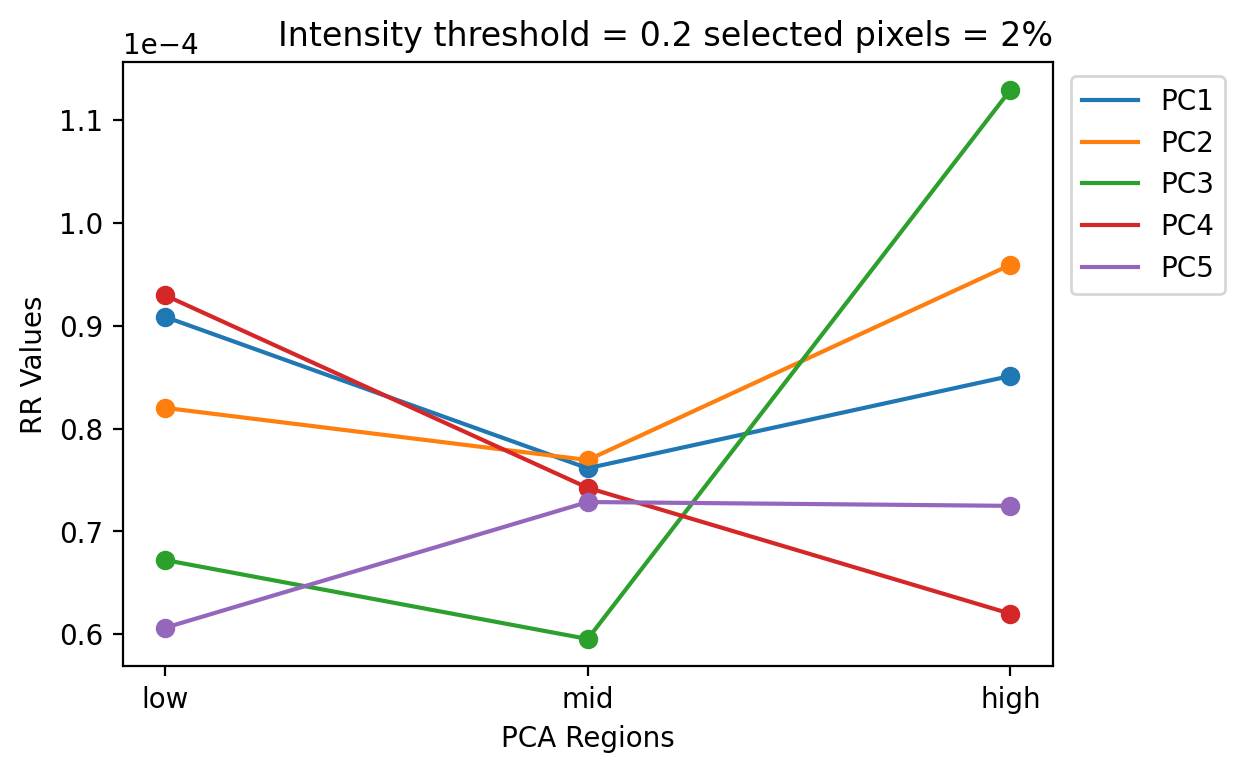 Intensity threshold = 0.2 selected pixels = 2%
1e−4
1.1
1.0
0.9
0.8
0.7
0.6
RR Values
low
mid
high
PCA Regions
PC1
PC2
PC3
PC4
PC5